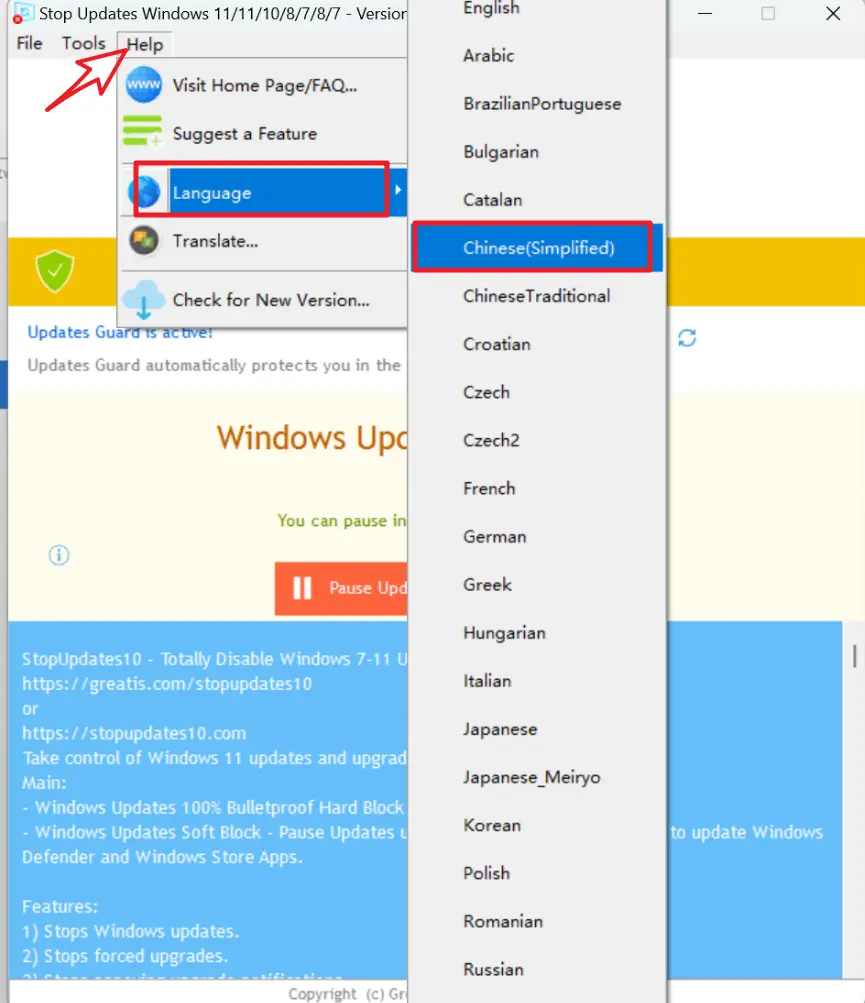 Stop Updates Windows 11/11/10/8/7/8/7 - Version
File Tools Help
Visit Home Page/FAQ...
Suggest a Feature
Language
Translate...
Check for New Version...
English
Arabic
BrazilianPortuguese
Bulgarian
Catalan
Chinese(Simplified)
ChineseTraditional
Croatian
Czech
Czech2
French
German
Greek
Hungarian
Italian
Japanese
Japanese_Meiryo
Korean
Polish
Romanian
Russian
Updates Guard is active!
Updates Guard automatically protects you in the
Windows
You can pause in
Pause
StopUpdates10 - Totally Disable Windows 7-11
https://greatis.com/stopupdates10
or
https://stopupdates10.com
Take control of Windows 11 updates and
Main:
- Windows Updates 100% Bulletproof Hard Block
- Windows Updates Soft Block - Pause Updates to update Windows
Defender and Windows Store Apps.
Features:
1) Stops Windows updates.
2) Stops forced upgrades.
3) Stops annoying upgrade notifications.
Copyright (c)